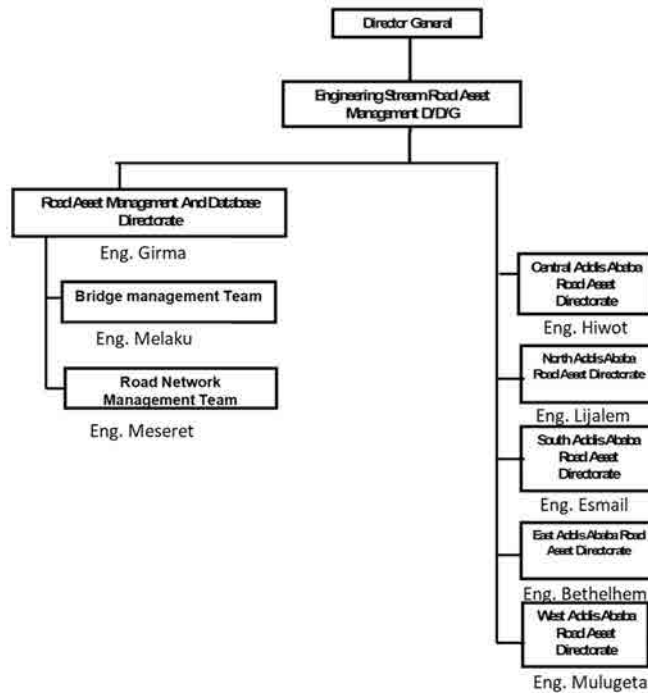 Director General
Engineering Stream Road Asset
Management D/D/G
Road Asset Management And Database
Directorate
Eng. Girma
Bridge management Team
Eng. Melaku
Road Network
Management Team
Eng. Meseret
Central Addis Ababa
Road Asset
Directorate
Eng. Hiwot
North Addis Ababa
Road Asset Directorate
Eng. Lijalem
South Addis Ababa
Road Asset
Directorate
Eng. Esmail
East Addis Ababa Road
Asset Directorate
Eng. Bethelhem
West Addis Ababa
Road Asset
Directorate
Eng. Mulugeta